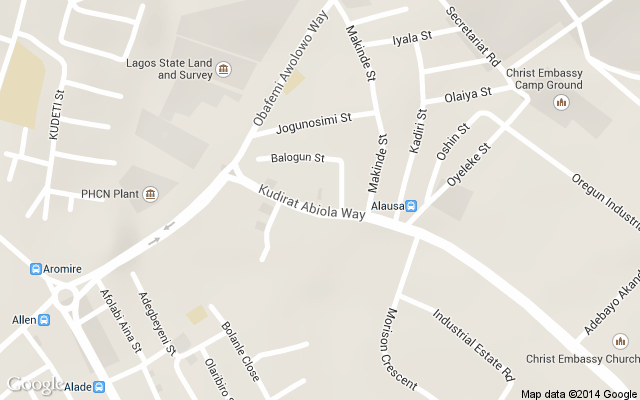 Iyala St
Secretariat Rd
Makinde St
Obafemi Awolowo Way
Lagos State Land
and Survey
Christ Embassy
Camp Ground
KUDETI St
Olaiya St
Jogunosimi St
Kadiri St
Oshin St
Balogun St
Makinde St
Oyeleke St
PHCN Plant
Kudirat Abiola Way
Alausa
Oregun Industrial
Aromire
Afolabi Aina St
Adegbeyeni St
Allen
Bolanle Close
Olaribiro
Morison Crescent
Industrial Estate Rd
Adebayo Akand
Christ Embassy Church
Alade
Google
Map data ©2014 Google